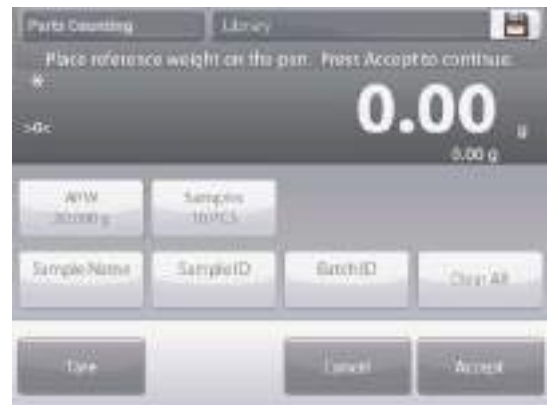 Parts Counting
Library
Place reference weight on the pan. Press Accept to continue.
*
>0<
0.00 g
0.00 g
APW
Samples
10 PCS
Sample Name
Sample ID
Batch ID
Clear All
Tare
Cancel
Accept